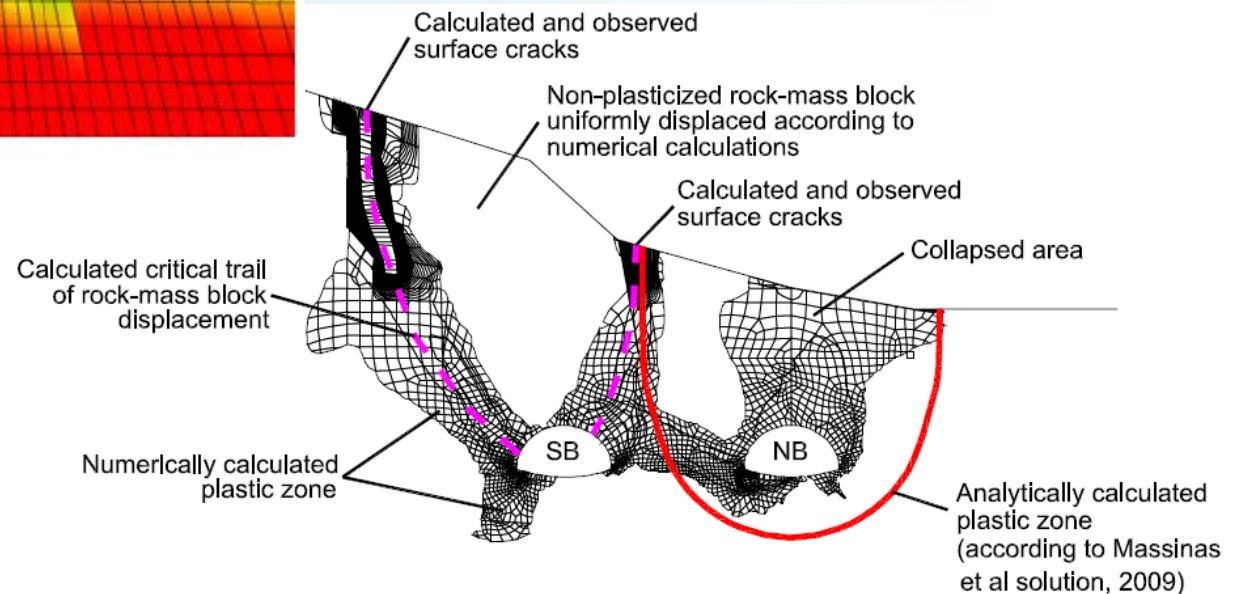 Calculated and observed
surface cracks
Non-plasticized rock-mass block
uniformly displaced according to
numerical calculations
Calculated and observed
surface cracks
Collapsed area
Calculated critical trail
of rock-mass block
displacement
SB
NB
Numerically calculated
plastic zone
Analytically calculated
plastic zone
(according to Massinas
et al solution, 2009)